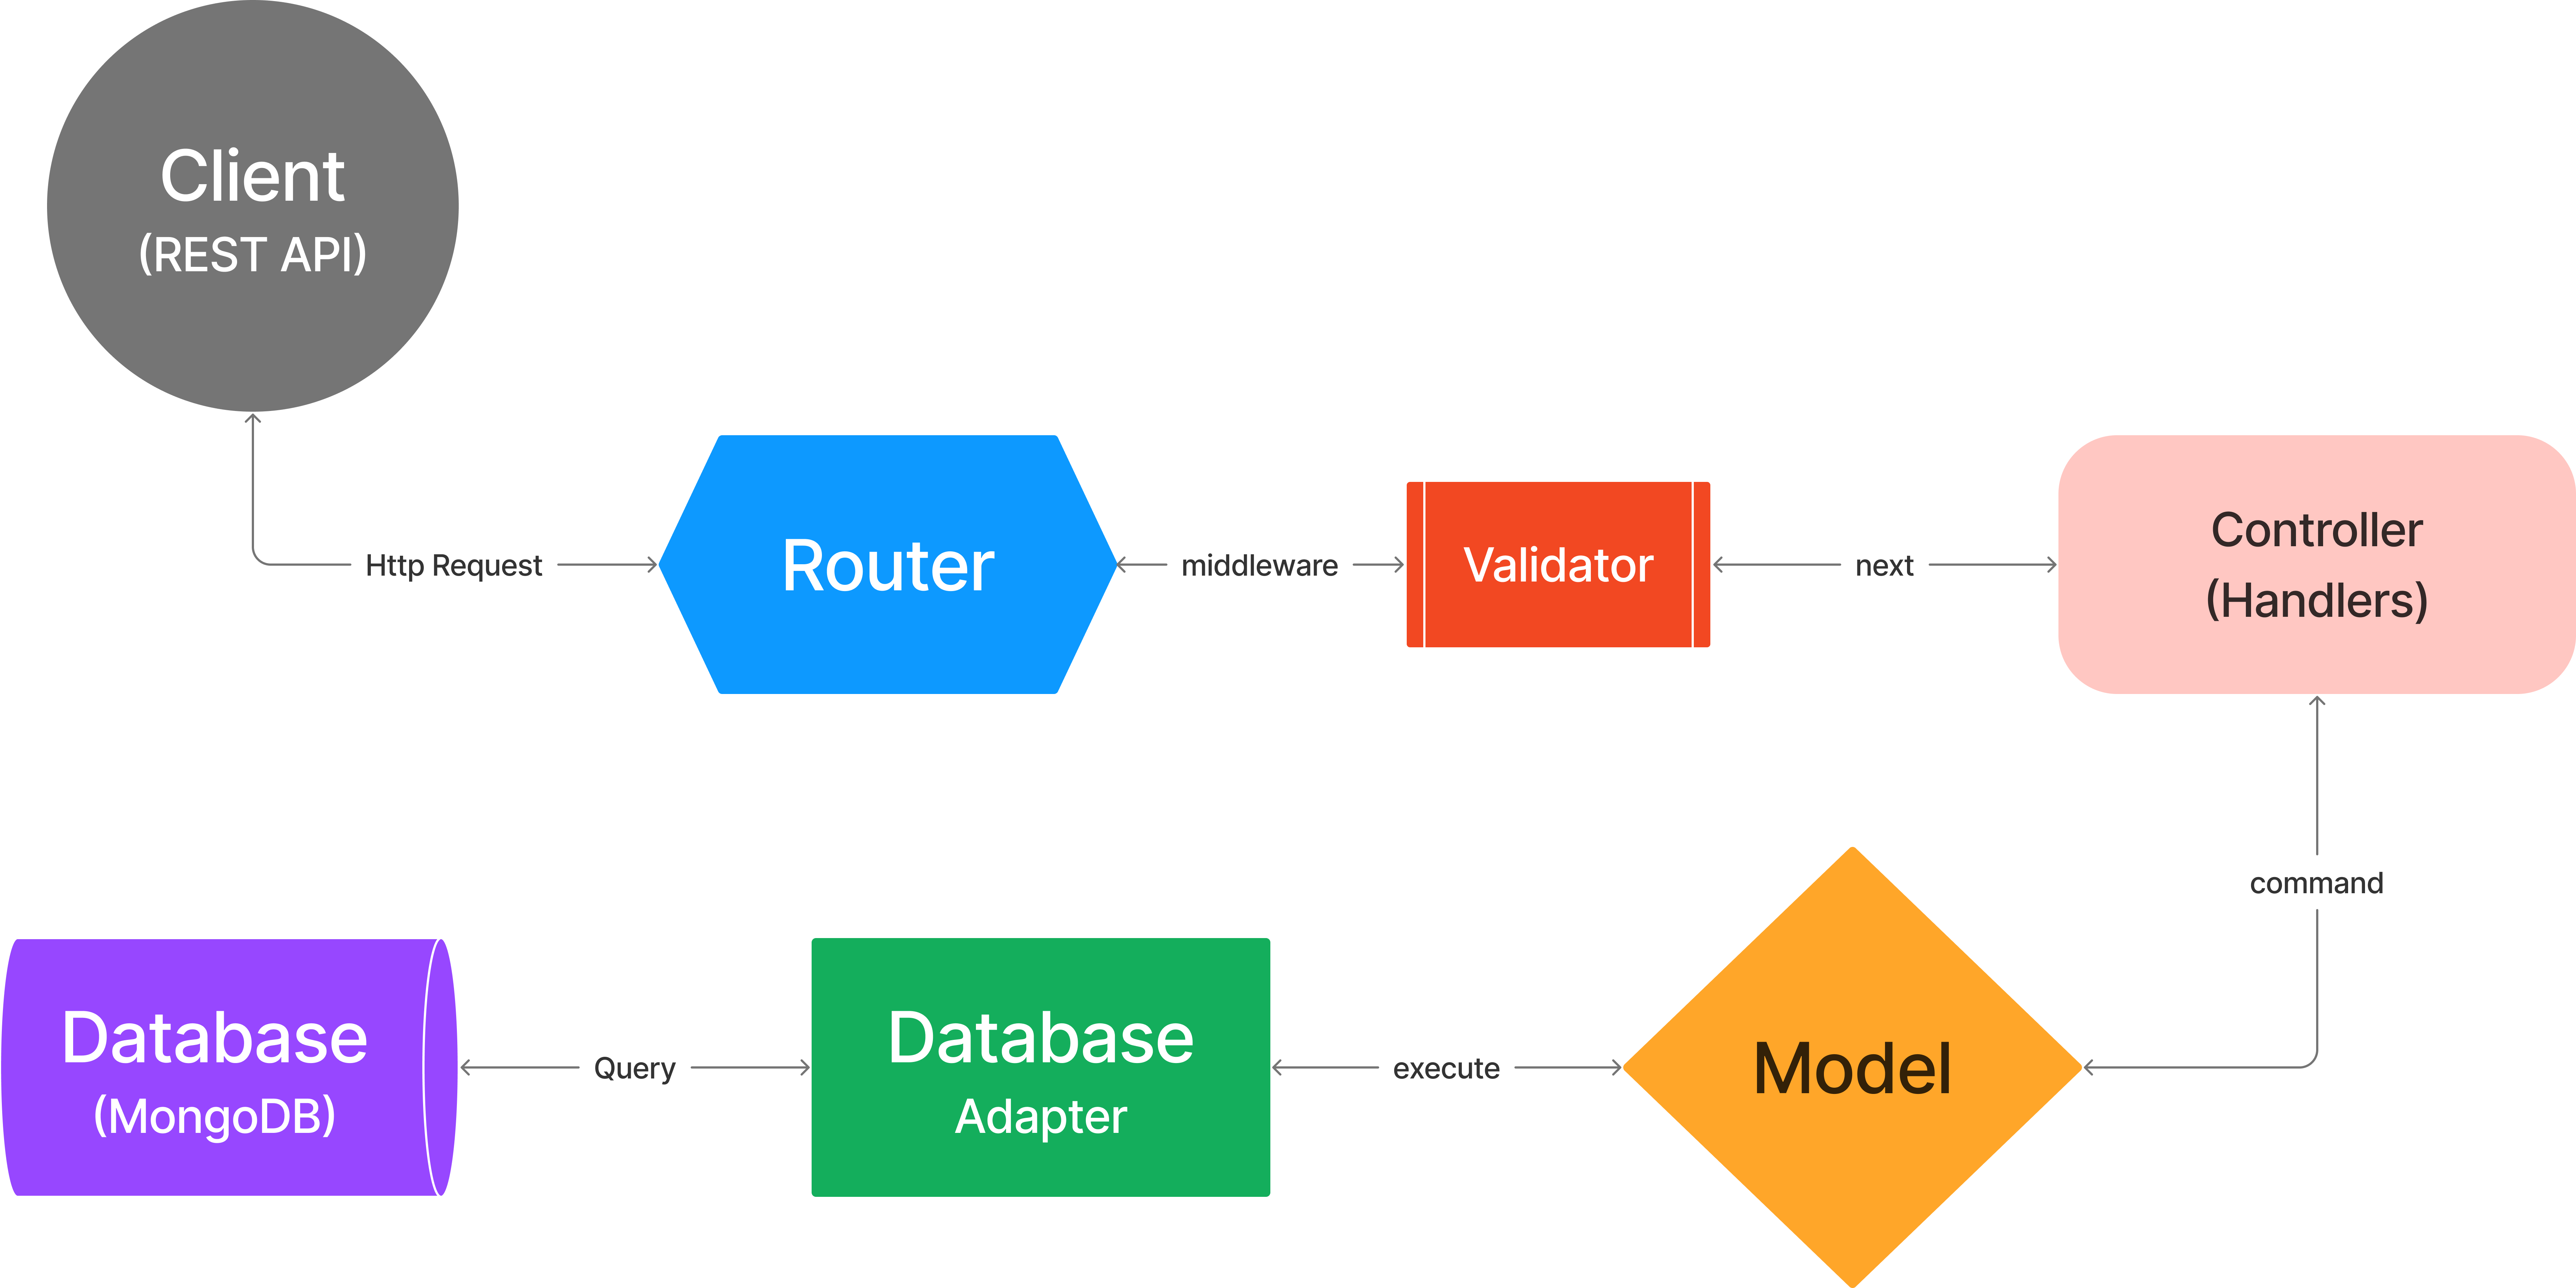 Client
(REST API)
Http Request
Router
middleware
Validator
next
Controller
(Handlers)
command
Database
(MongoDB)
Query
Database
Adapter
execute
Model